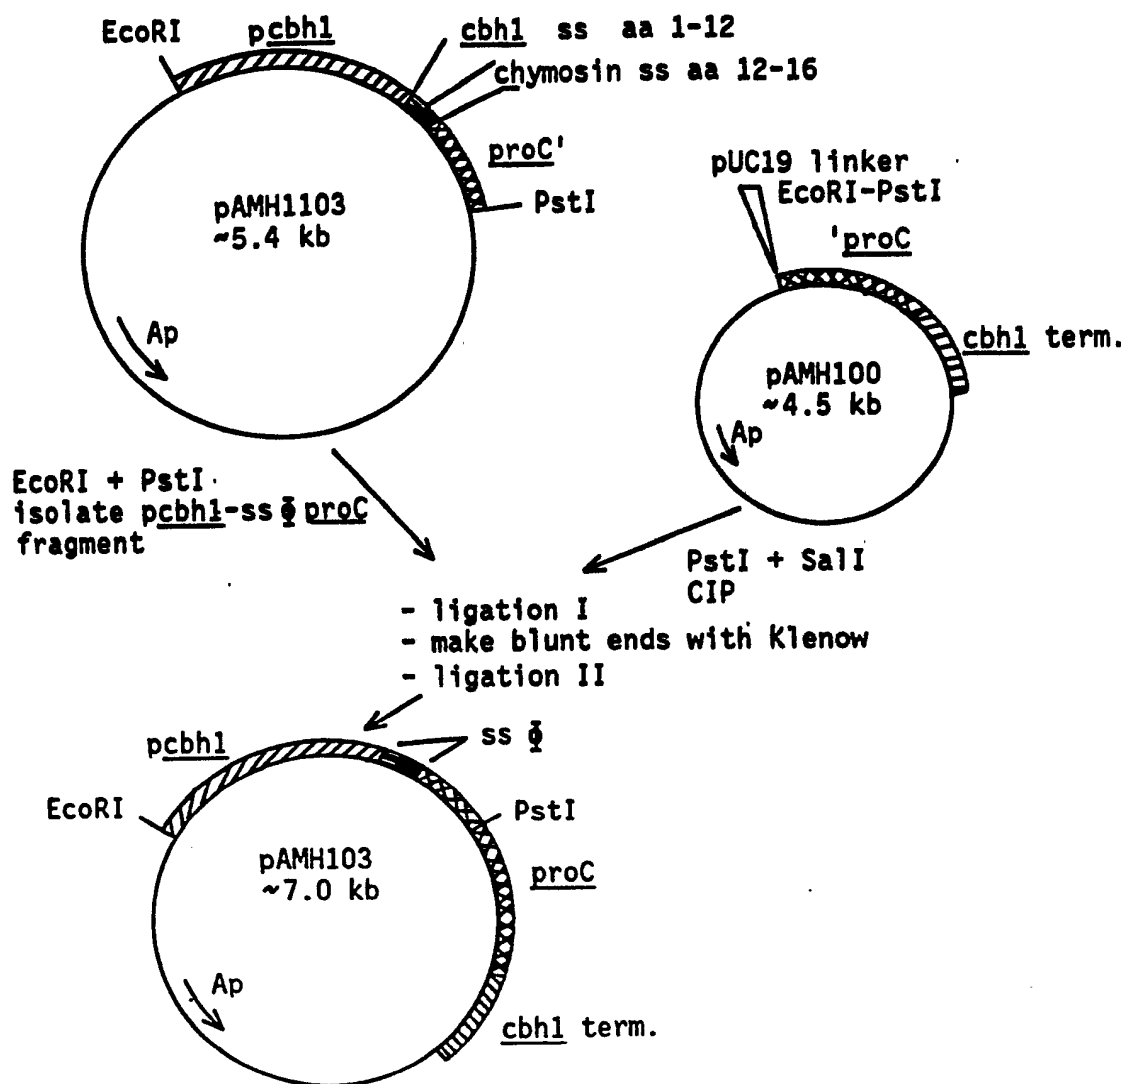 EcoRI
pcbh1
cbh1 ss aa 1-12
chymosin ss aa 12-16
proC'
PstI
pAMH1103
~5.4 kb
Ap
pUC19 linker
EcoRI-PstI
'proC
cbh1 term.
pAMH100
~4.5 kb
Ap
EcoRI + PstI
isolate pcbh1-ss Φ proC
fragment
PstI + SalI
CIP
- ligation I
- make blunt ends with Klenow
- ligation II
pcbh1
ss Φ
EcoRI
PstI
pAMH103
~7.0 kb
proC
Ap
cbh1 term.